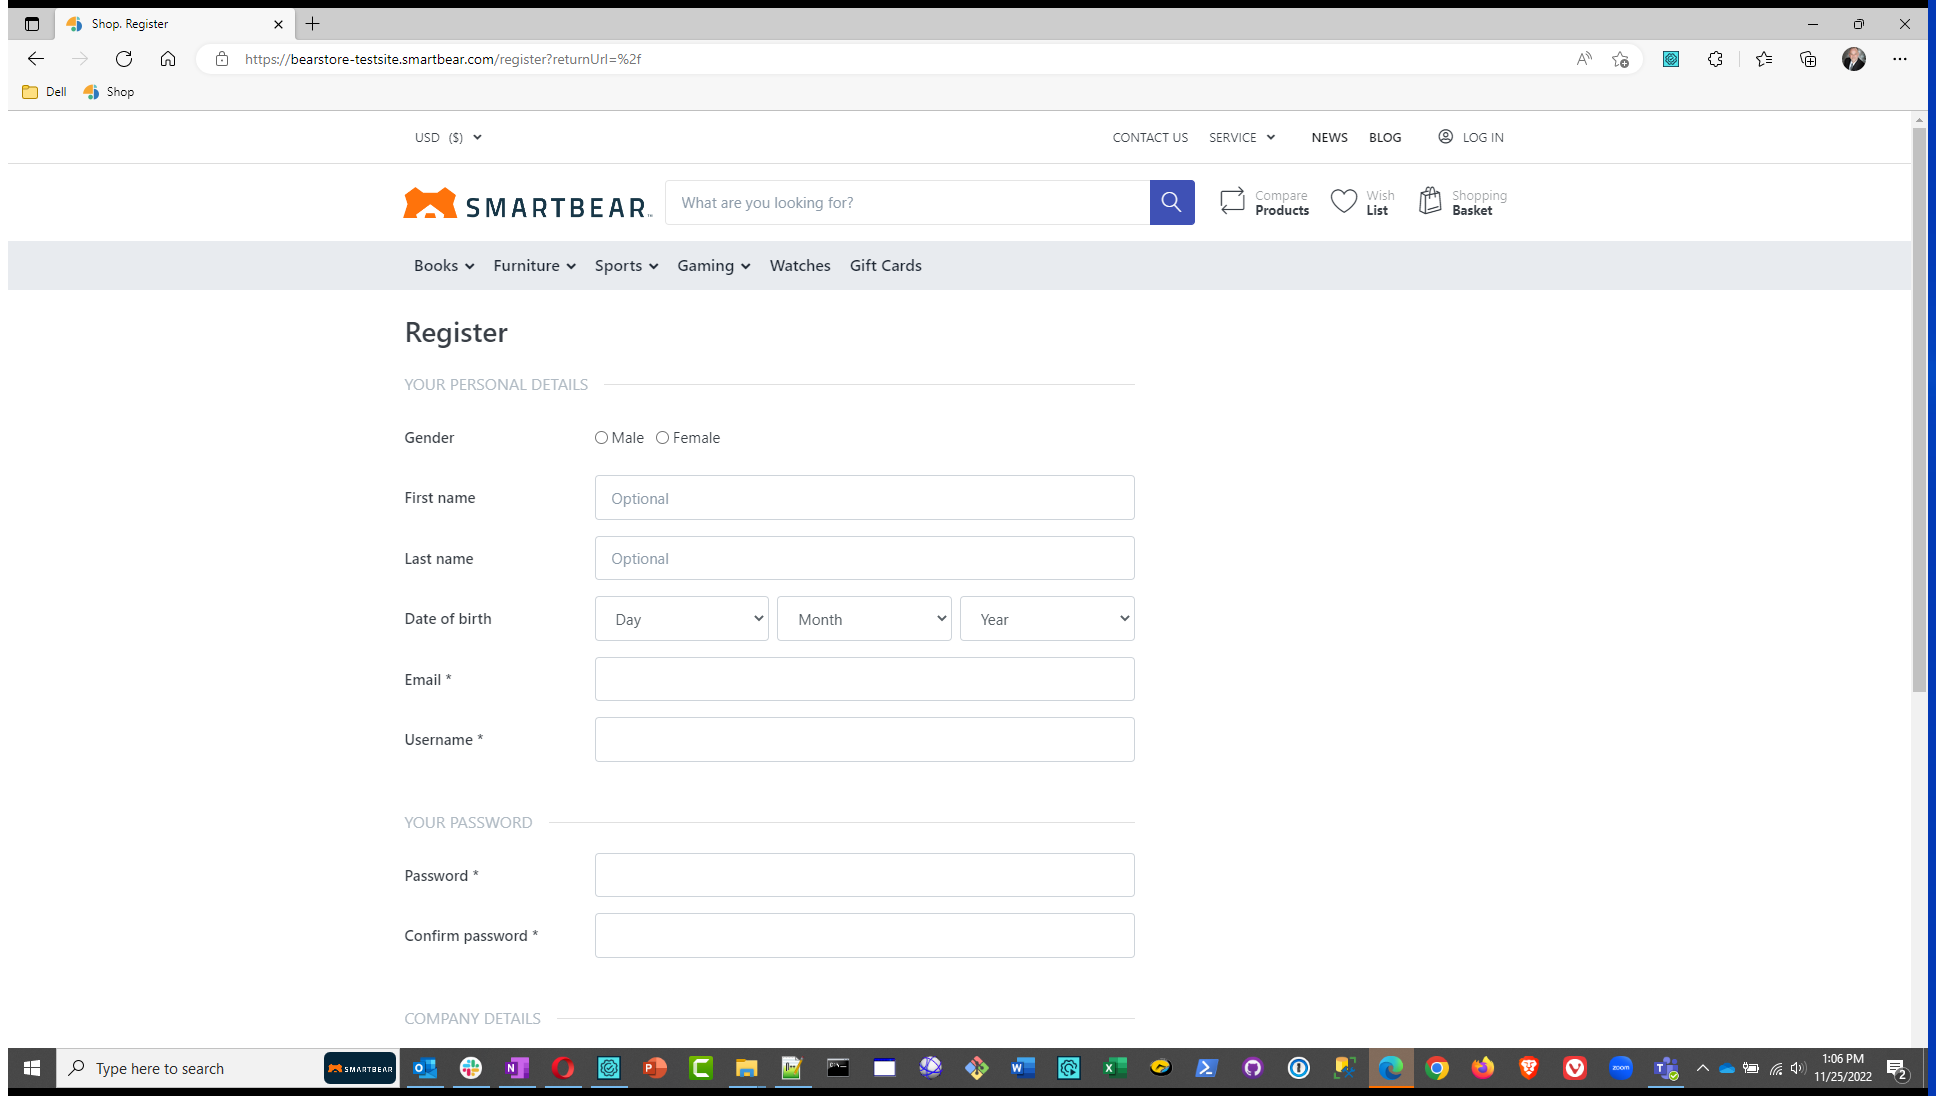 Shop. Register
https://bearstore-testsite.smartbear.com/register?returnUrl=%2f
Dell Shop
USD ($) CONTACT US SERVICE NEWS BLOG LOG IN
SMARTBEAR What are you looking for? Compare Products Wish List Shopping Basket
Books Furniture Sports Gaming Watches Gift Cards
Register
YOUR PERSONAL DETAILS
Gender Male Female
First name Optional
Last name Optional
Date of birth Day Month Year
Email *
Username *
YOUR PASSWORD
Password *
Confirm password *
COMPANY DETAILS
Type here to search SMARTBEAR zoom 1:06 PM
11/25/2022 2